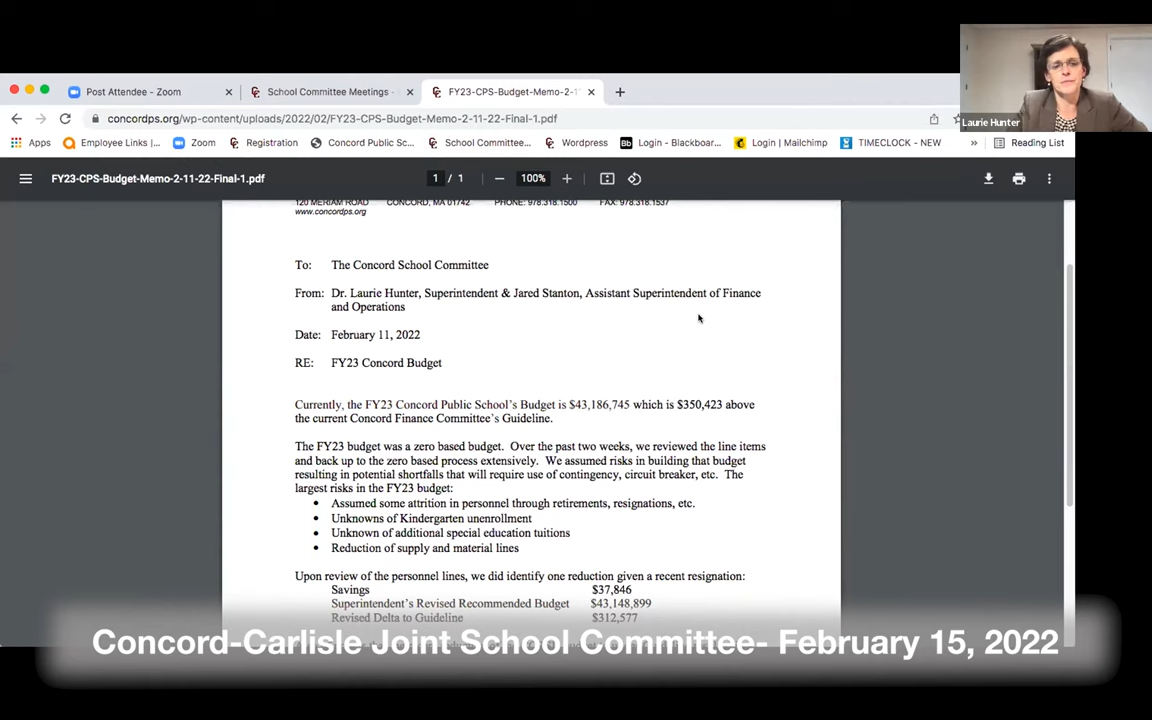 Laurie Hunter
Post Attendee - Zoom
School Committee Meetings -
FY23-CPS-Budget-Memo-2-1
concordps.org/wp-content/uploads/2022/02/FY23-CPS-Budget-Memo-2-11-22-Final-1.pdf
Apps Employee Links |... Zoom Registration Concord Public Sc... School Committee... Wordpress Bb Login - Blackboar... Login | Mailchimp TIMECLOCK - NEW » Reading List
FY23-CPS-Budget-Memo-2-11-22-Final-1.pdf 1 / 1 100%
120 MERIAM ROAD CONCORD, MA 01742 PHONE: 978.318.1500 FAX: 978.318.1537
www.concordps.org
To: The Concord School Committee
From: Dr. Laurie Hunter, Superintendent & Jared Stanton, Assistant Superintendent of Finance
and Operations
Date: February 11, 2022
RE: FY23 Concord Budget
Currently, the FY23 Concord Public School's Budget is $43,186,745 which is $350,423 above
the current Concord Finance Committee's Guideline.
The FY23 budget was a zero based budget. Over the past two weeks, we reviewed the line items
and back up to the zero based process extensively. We assumed risks in building that budget
resulting in potential shortfalls that will require use of contingency, circuit breaker, etc. The
largest risks in the FY23 budget:
• Assumed some attrition in personnel through retirements, resignations, etc.
• Unknowns of Kindergarten unenrollment
• Unknown of additional special education tuitions
• Reduction of supply and material lines
Upon review of the personnel lines, we did identify one reduction given a recent resignation:
Savings $37,846
Superintendent's Revised Recommended Budget $43,148,899
Revised Delta to Guideline $312,577
Concord-Carlisle Joint School Committee- February 15, 2022